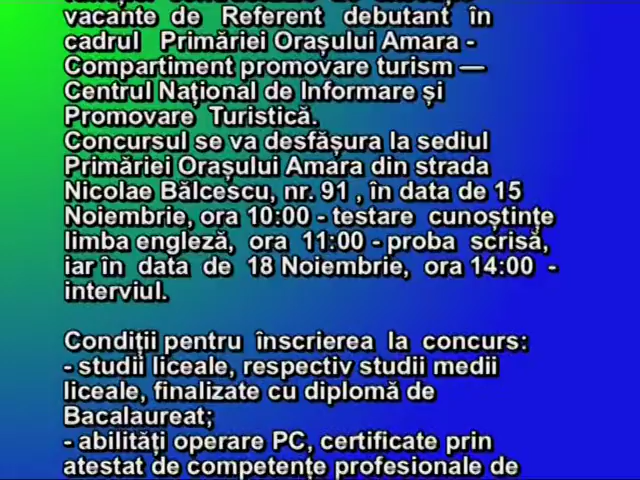 vacante de Referent debutant în
cadrul Primăriei Orașului Amara -
Compartiment promovare turism —
Centrul Național de Informare și
Promovare Turistică.
Concursul se va desfășura la sediul
Primăriei Orașului Amara din strada
Nicolae Bălcescu, nr. 91 , în data de 15
Noiembrie, ora 10:00 - testare cunoștințe
limba engleză, ora 11:00 - proba scrisă,
iar în data de 18 Noiembrie, ora 14:00 -
interviul.
Condiții pentru înscrierea la concurs:
- studii liceale, respectiv studii medii
liceale, finalizate cu diplomă de
Bacalaureat;
- abilități operare PC, certificate prin
atestat de competențe profesionale de